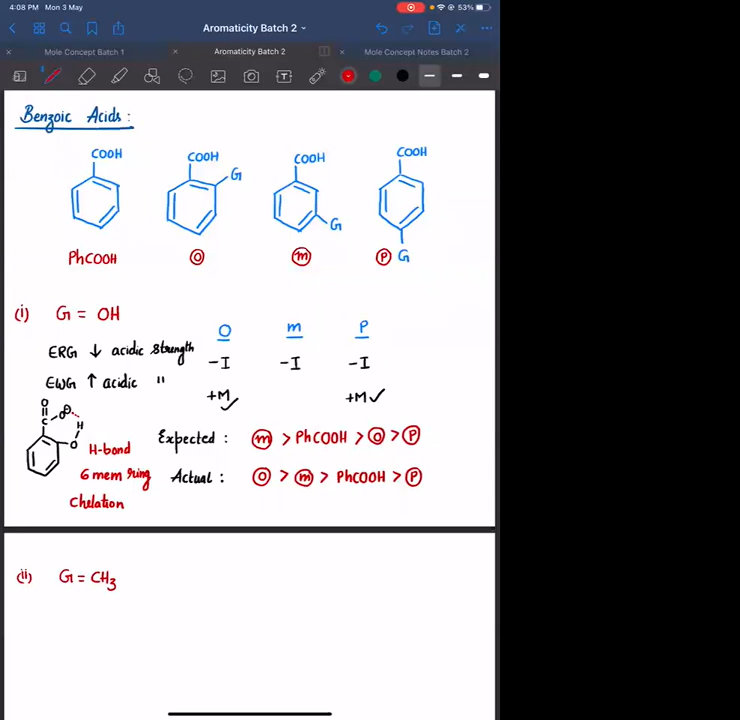 4:08 PM Mon 3 May 53%
Aromaticity Batch 2
Mole Concept Batch 1 Aromaticity Batch 2 Mole Concept Notes Batch 2
Benzoic Acids :
COOH COOH G COOH G COOH G
PhCOOH O m P
(i) G = OH
O m P
ERG ↓ acidic strength -I -I -I
EWG ↑ acidic " +M ✓ +M ✓
O
C O⊖ H
O
H-bond
6 mem ring
Chelation
Expected : m > PhCOOH > O > P
Actual : O > m > PhCOOH > P
(ii) G = CH3